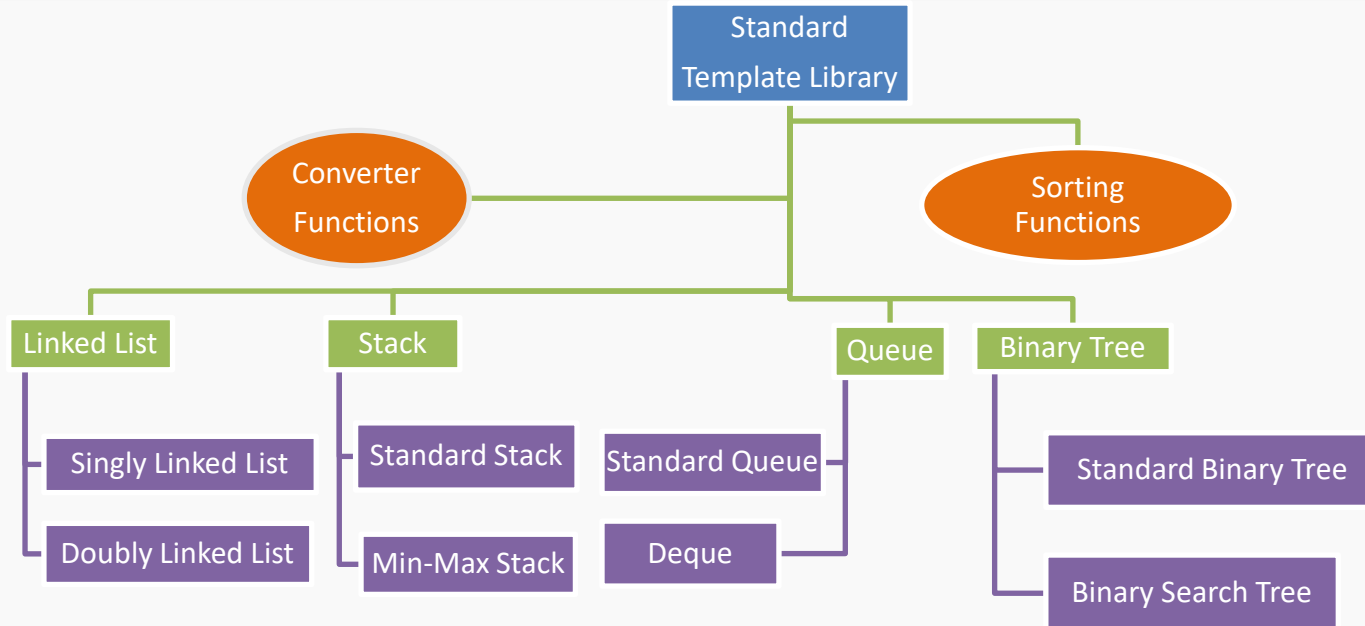 Standard
Template Library
Converter
Functions
Sorting
Functions
Linked List
Stack
Queue
Binary Tree
Singly Linked List
Doubly Linked List
Standard Stack
Min-Max Stack
Standard Queue
Deque
Standard Binary Tree
Binary Search Tree